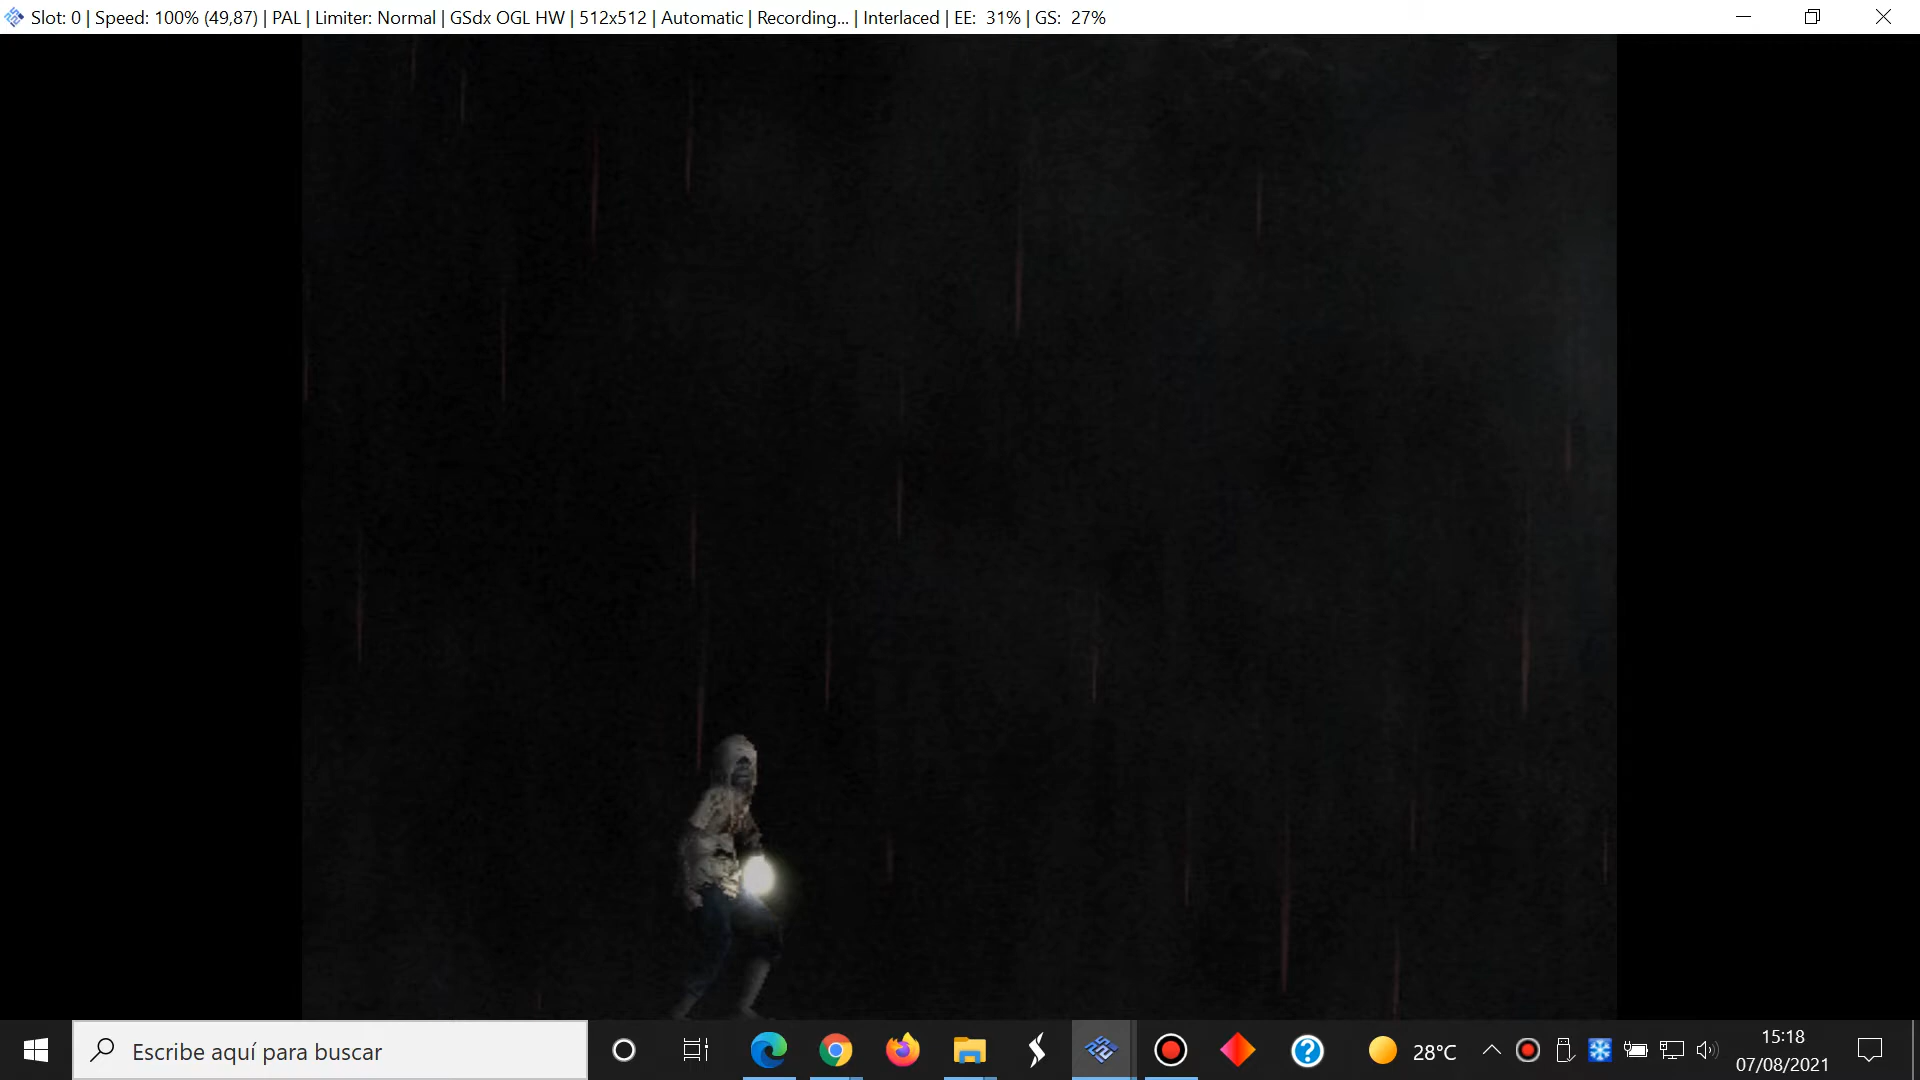 Slot: 0 | Speed: 100% (49,87) | PAL | Limiter: Normal | GSdx OGL HW | 512x512 | Automatic | Recording... | Interlaced | EE:  31% | GS:  27%
Escribe aquí para buscar
28°C
15:18
07/08/2021